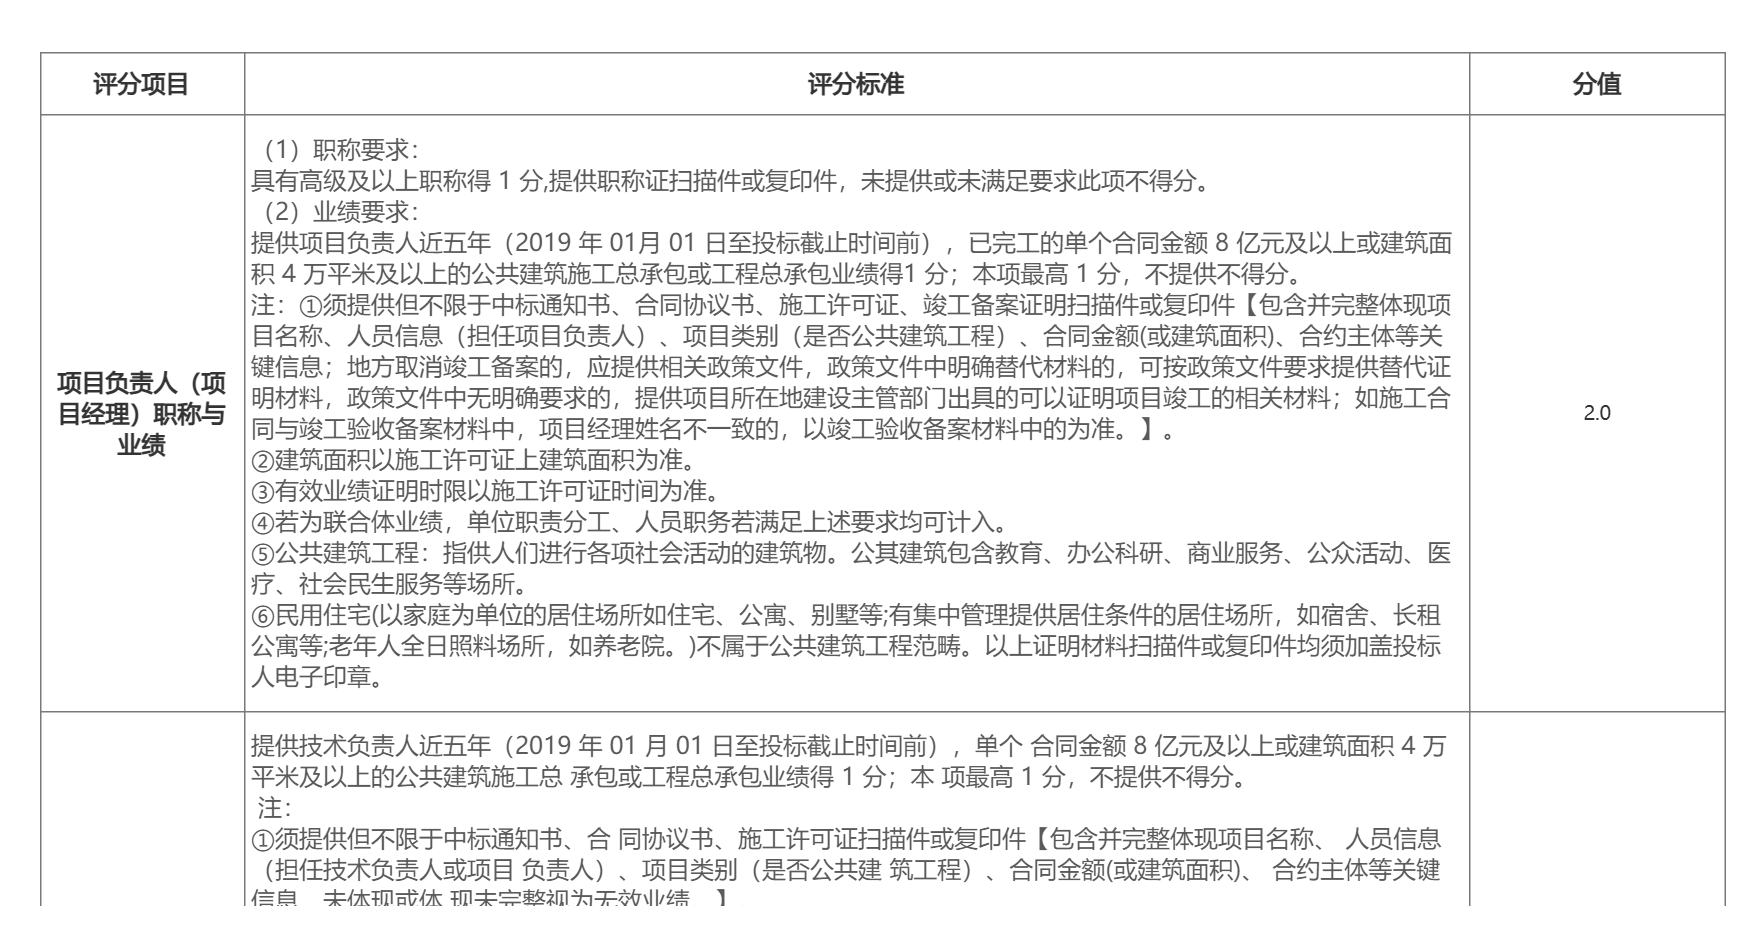 评分项目
评分标准
分值
项目负责人（项
目经理）职称与
业绩
（1）职称要求：
具有高级及以上职称得 1 分,提供职称证扫描件或复印件，未提供或未满足要求此项不得分。
（2）业绩要求：
提供项目负责人近五年（2019 年 01月 01 日至投标截止时间前），已完工的单个合同金额 8 亿元及以上或建筑面
积 4 万平米及以上的公共建筑施工总承包或工程总承包业绩得1 分；本项最高 1 分，不提供不得分。
注：①须提供但不限于中标通知书、合同协议书、施工许可证、竣工备案证明扫描件或复印件【包含并完整体现项
目名称、人员信息（担任项目负责人）、项目类别（是否公共建筑工程）、合同金额(或建筑面积)、合约主体等关
键信息；地方取消竣工备案的，应提供相关政策文件，政策文件中明确替代材料的，可按政策文件要求提供替代证
明材料，政策文件中无明确要求的，提供项目所在地建设主管部门出具的可以证明项目竣工的相关材料；如施工合
同与竣工验收备案材料中，项目经理姓名不一致的，以竣工验收备案材料中的为准。】。
②建筑面积以施工许可证上建筑面积为准。
③有效业绩证明时限以施工许可证时间为准。
④若为联合体业绩，单位职责分工、人员职务若满足上述要求均可计入。
⑤公共建筑工程：指供人们进行各项社会活动的建筑物。公其建筑包含教育、办公科研、商业服务、公众活动、医
疗、社会民生服务等场所。
⑥民用住宅(以家庭为单位的居住场所如住宅、公寓、别墅等;有集中管理提供居住条件的居住场所，如宿舍、长租
公寓等;老年人全日照料场所，如养老院。)不属于公共建筑工程范畴。以上证明材料扫描件或复印件均须加盖投标
人电子印章。
2.0
提供技术负责人近五年（2019 年 01 月 01 日至投标截止时间前），单个 合同金额 8 亿元及以上或建筑面积 4 万
平米及以上的公共建筑施工总 承包或工程总承包业绩得 1 分；本 项最高 1 分，不提供不得分。
注：
①须提供但不限于中标通知书、合 同协议书、施工许可证扫描件或复印件【包含并完整体现项目名称、 人员信息
（担任技术负责人或项目 负责人）、项目类别（是否公共建 筑工程）、合同金额(或建筑面积)、 合约主体等关键
信息，未体现或体 现未完整视为无效业绩。】